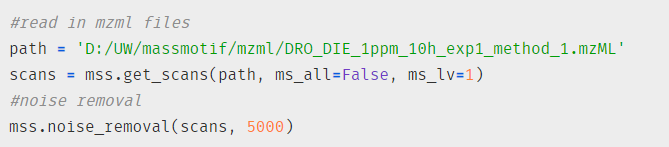 #read in mzml files
path = 'D:/UW/massmotif/mzml/DRO_DIE_1ppm_10h_exp1_method_1.mzML'
scans = mss.get_scans(path, ms_all=False, ms_lv=1)
#noise removal
mss.noise_removal(scans, 5000)